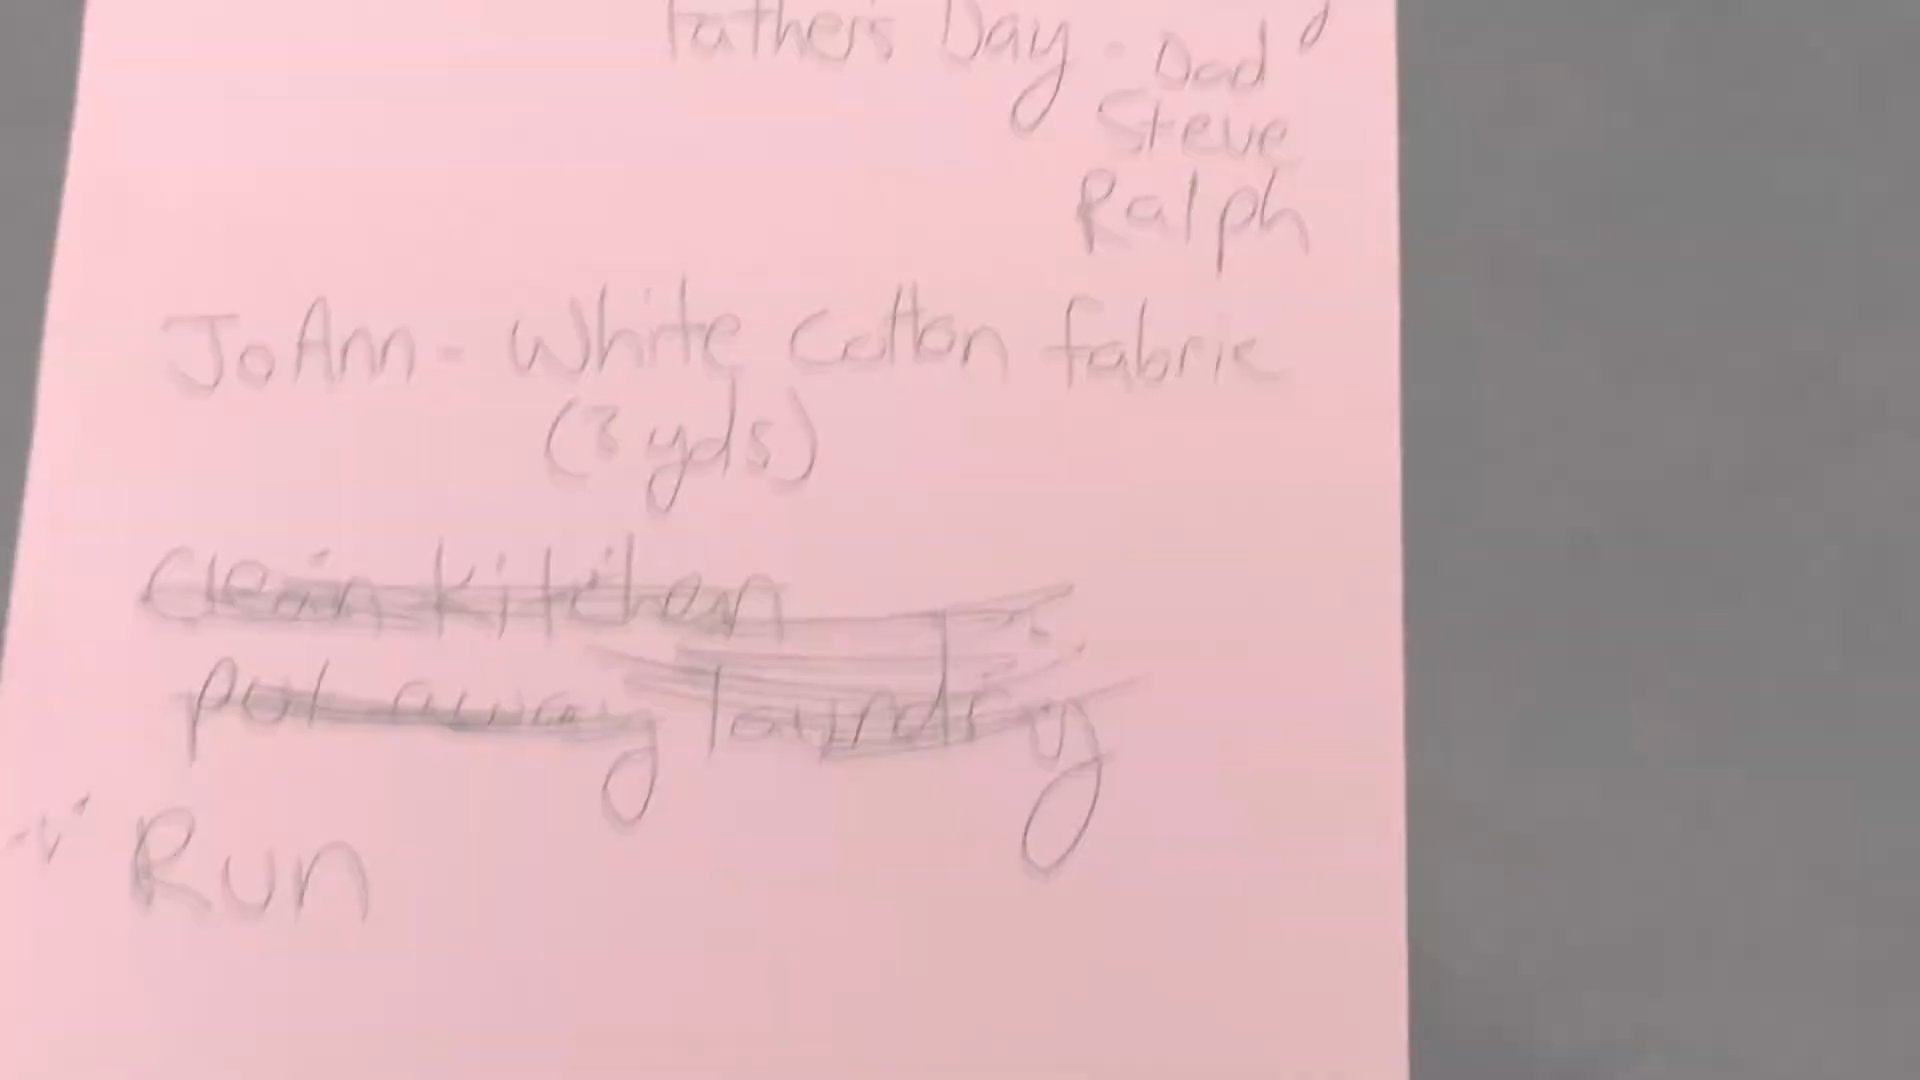 Father's Day - Dad
Steve
Ralph
JoAnn - White Cotton fabric
(3 yds)
Clean kitchen
put away laundry
Run